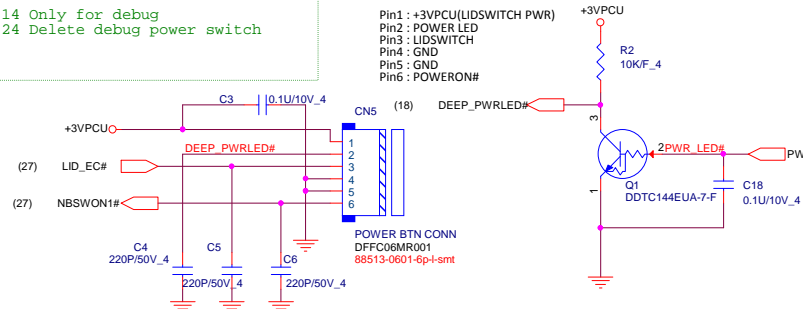 14 Only for debug
24 Delete debug power switch
Pin1 : +3VPCU(LIDSWITCH PWR)
Pin2 : POWER LED
Pin3 : LIDSWITCH
Pin4 : GND
Pin5 : GND
Pin6 : POWERON#
+3VPCU
R2
10K/F_4
C3
0.1U/10V_4
CN5
(18)
DEEP_PWRLED#
+3VPCU
DEEP_PWRLED#
1
2
3
4
5
6
(27)
LID_EC#
(27)
NBSWON1#
3
2
PWR_LED#
PW
1
Q1
DDTC144EUA-7-F
C18
0.1U/10V_4
POWER BTN CONN
DFFC06MR001
88513-0601-6p-l-smt
C4
220P/50V_4
C5
220P/50V_4
C6
220P/50V_4